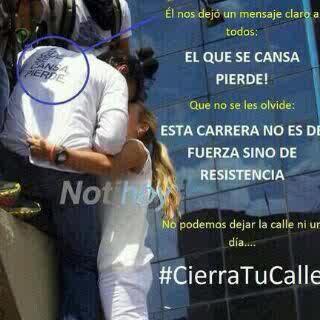 Él nos dejó un mensaje claro a
todos:
EL QUE SE CANSA
PIERDE!
Que no se les olvide:
ESTA CARRERA NO ES DE
FUERZA SINO DE
RESISTENCIA
No podemos dejar la calle ni un
día....
#CierraTuCalle
CANSA
PIERDE
Notihoy